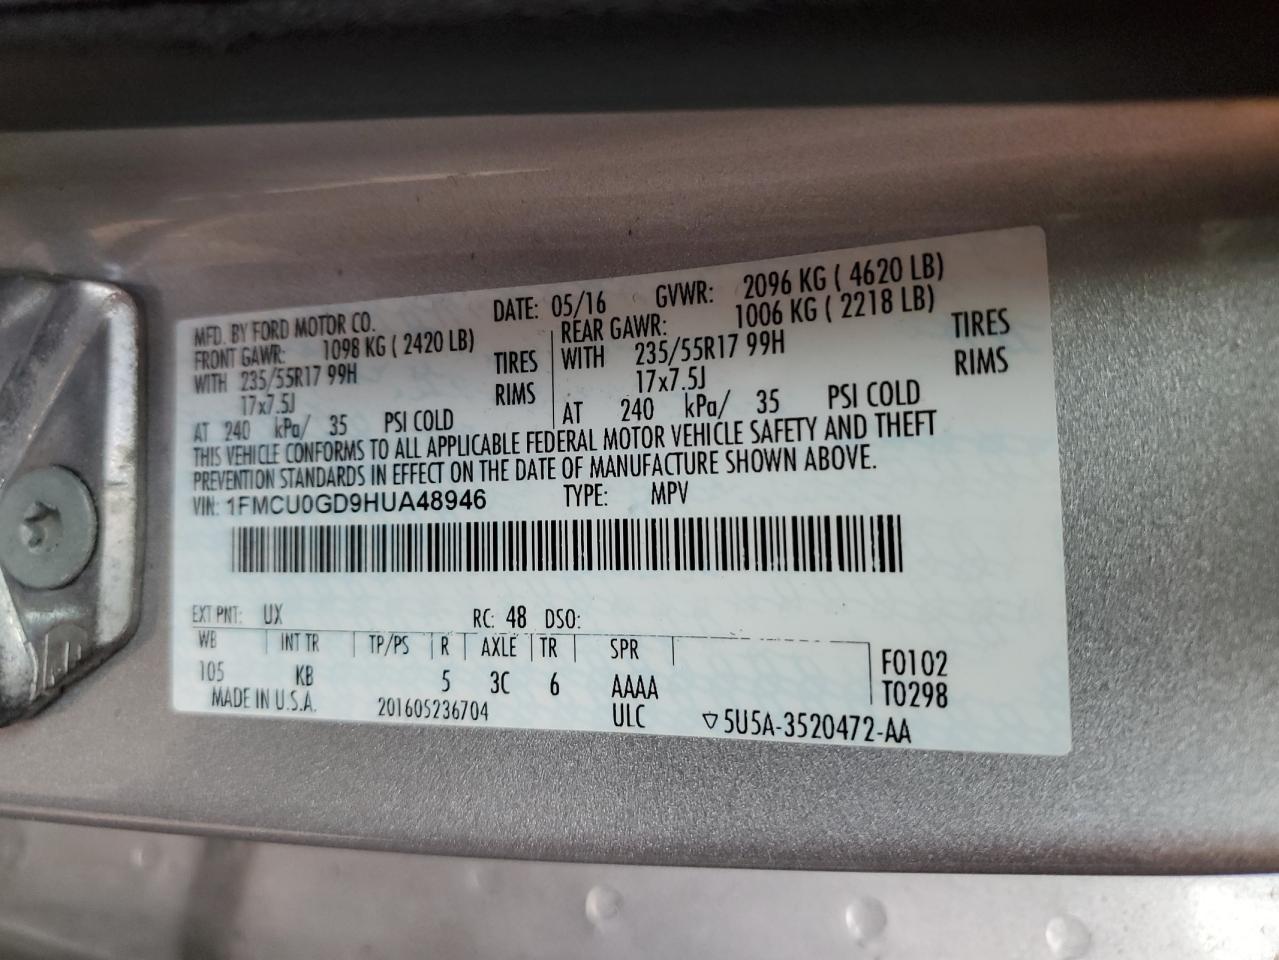 MFD. BY FORD MOTOR CO.
DATE: 05/16 GVWR: 2096 KG ( 4620 LB)
FRONT GAWR: 1098 KG ( 2420 LB)
WITH 235/55R17 99H TIRES
17x7.5J RIMS
AT 240 kPa/ 35 PSI COLD
REAR GAWR: 1006 KG ( 2218 LB)
WITH 235/55R17 99H TIRES
17x7.5J RIMS
AT 240 kPa/ 35 PSI COLD
THIS VEHICLE CONFORMS TO ALL APPLICABLE FEDERAL MOTOR VEHICLE SAFETY AND THEFT
PREVENTION STANDARDS IN EFFECT ON THE DATE OF MANUFACTURE SHOWN ABOVE.
VIN: 1FMCU0GD9HUA48946 TYPE: MPV
EXT PNT: UX RC: 48 DSO:
WB INT TR TP/PS R AXLE TR SPR
105 KB 5 3C 6 AAAA
F0102
T0298
MADE IN U.S.A. 201605236704 ULC ▽5U5A-3520472-AA